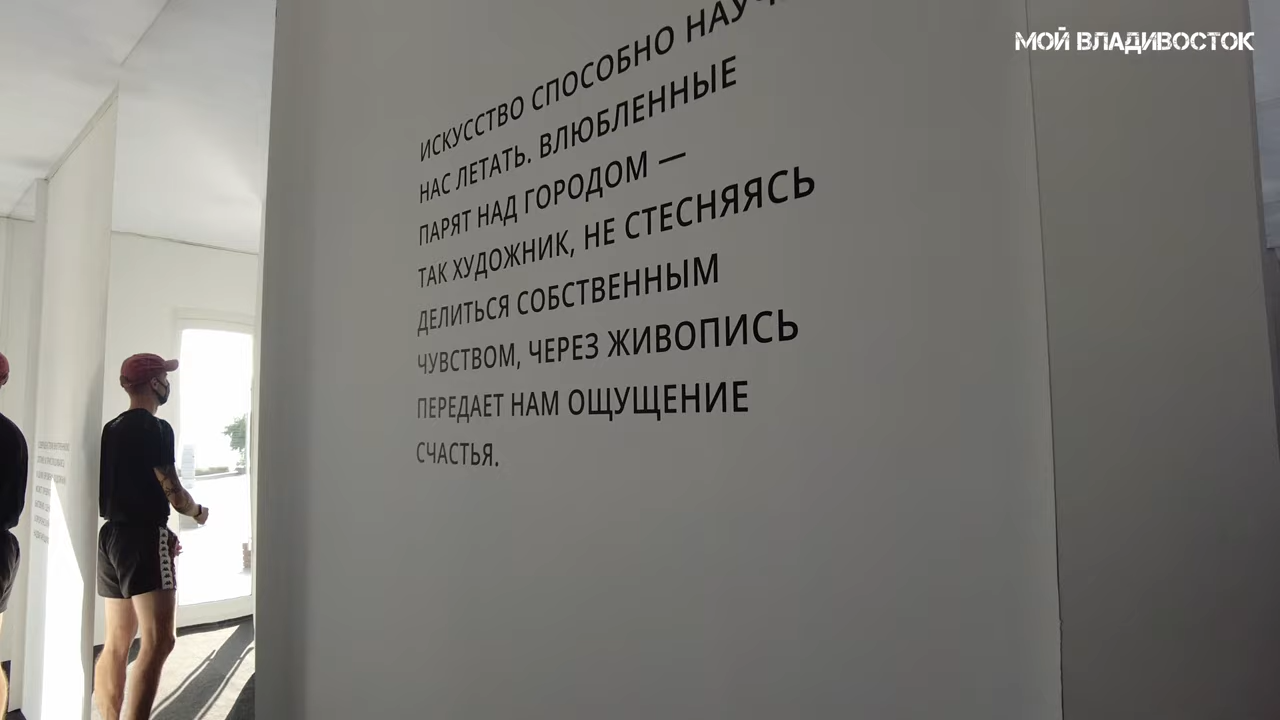 МОЙ ВЛАДИВОСТОК
ИСКУССТВО СПОСОБНО
НАС ЛЕТАТЬ. ВЛЮБЛЕННЫЕ
ПАРЯТ НАД ГОРОДОМ —
ТАК ХУДОЖНИК, НЕ СТЕСНЯЯСЬ
ДЕЛИТЬСЯ СОБСТВЕННЫМ
ЧУВСТВОМ, ЧЕРЕЗ ЖИВОПИСЬ
ПЕРЕДАЕТ НАМ ОЩУЩЕНИЕ
СЧАСТЬЯ.